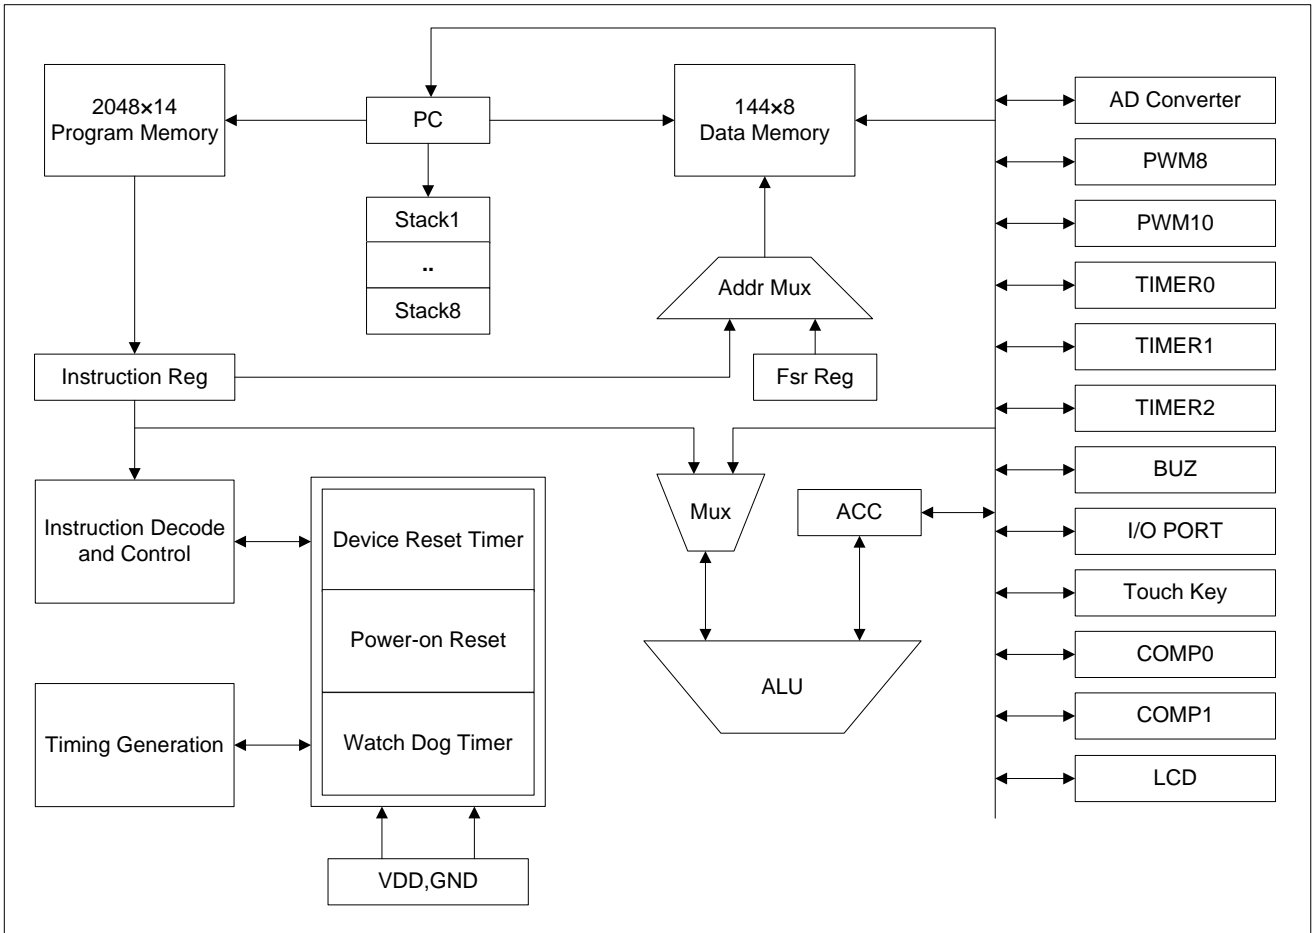 2048×14
Program Memory
PC
144×8
Data Memory
AD Converter
PWM8
PWM10
TIMER0
TIMER1
TIMER2
BUZ
I/O PORT
Touch Key
COMP0
COMP1
LCD
Stack1
..
Stack8
Addr Mux
Instruction Reg
Fsr Reg
Mux
ACC
ALU
Instruction Decode
and Control
Device Reset Timer
Power-on Reset
Watch Dog Timer
Timing Generation
VDD,GND